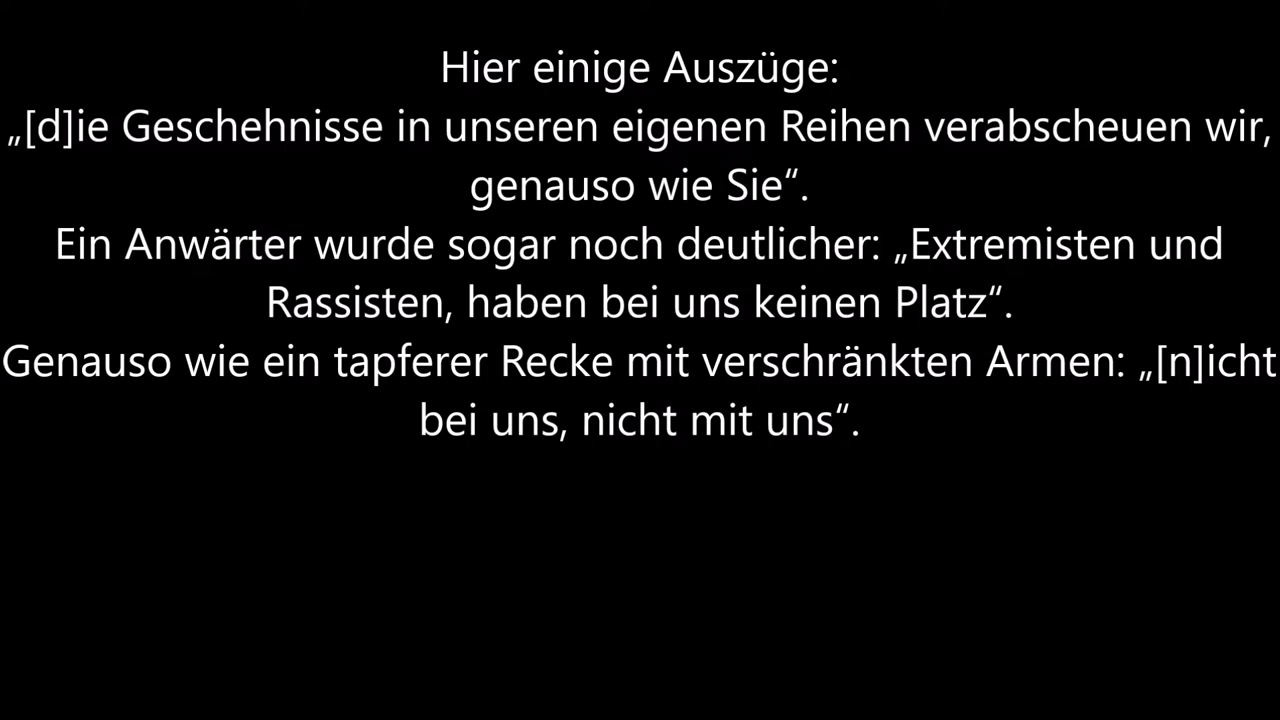 Hier einige Auszüge:
„[d]ie Geschehnisse in unseren eigenen Reihen verabscheuen wir,
genauso wie Sie“.
Ein Anwärter wurde sogar noch deutlicher: „Extremisten und
Rassisten, haben bei uns keinen Platz“.
Genauso wie ein tapferer Recke mit verschränkten Armen: „[n]icht
bei uns, nicht mit uns“.